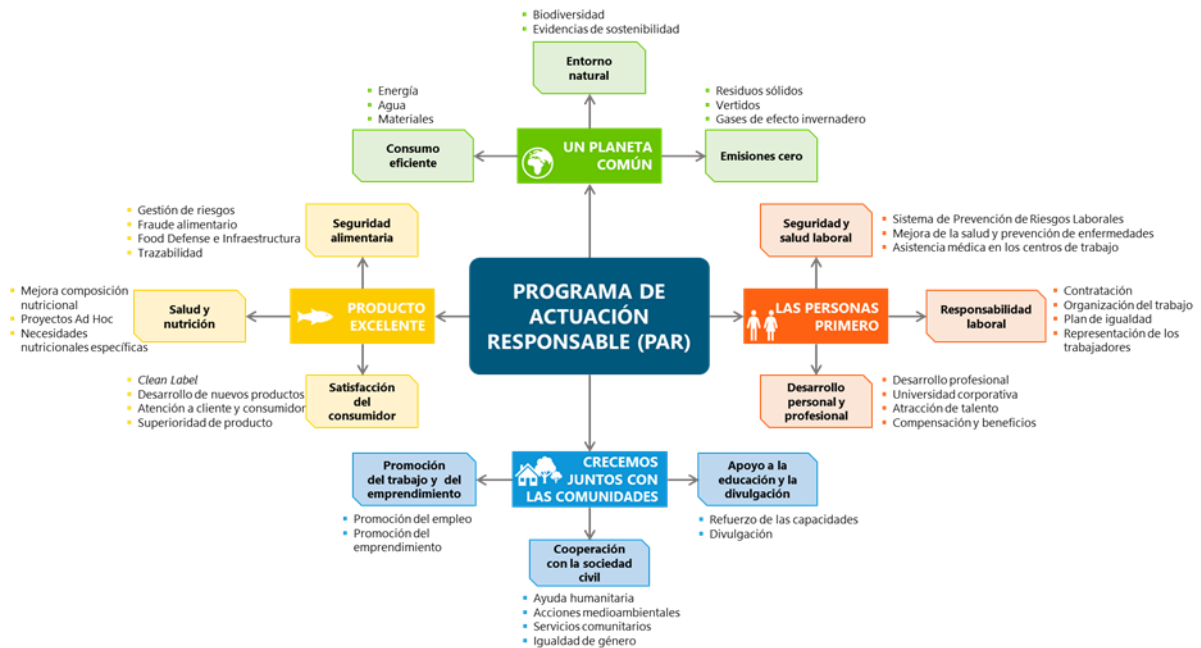 Biodiversidad
Evidencias de sostenibilidad
Entorno
natural
Energía
Agua
Materiales
Consumo
eficiente
UN PLANETA
COMÚN
Residuos sólidos
Vertidos
Gases de efecto invernadero
Emisiones cero
Gestión de riesgos
Fraude alimentario
Food Defense e Infraestructura
Trazabilidad
Seguridad
alimentaria
Mejora composición
nutricional
Proyectos Ad Hoc
Necesidades
nutricionales específicas
Salud y
nutrición
PRODUCTO
EXCELENTE
Clean Label
Desarrollo de nuevos productos
Atención a cliente y consumidor
Superioridad de producto
Satisfacción
del
consumidor
PROGRAMA DE
ACTUACIÓN
RESPONSABLE (PAR)
Seguridad y
salud laboral
Sistema de Prevención de Riesgos Laborales
Mejora de la salud y prevención de enfermedades
Asistencia médica en los centros de trabajo
LAS PERSONAS
PRIMERO
Responsabilidad
laboral
Contratación
Organización del trabajo
Plan de igualdad
Representación de los
trabajadores
Desarrollo
personal y
profesional
Desarrollo profesional
Universidad corporativa
Atracción de talento
Compensación y beneficios
Promoción
del trabajo y del
emprendimiento
Promoción del empleo
Promoción del
emprendimiento
CRECEMOS
JUNTOS CON
LAS COMUNIDADES
Apoyo a la
educación y la
divulgación
Refuerzo de las capacidades
Divulgación
Cooperación
con la sociedad
civil
Ayuda humanitaria
Acciones medioambientales
Servicios comunitarios
Igualdad de género